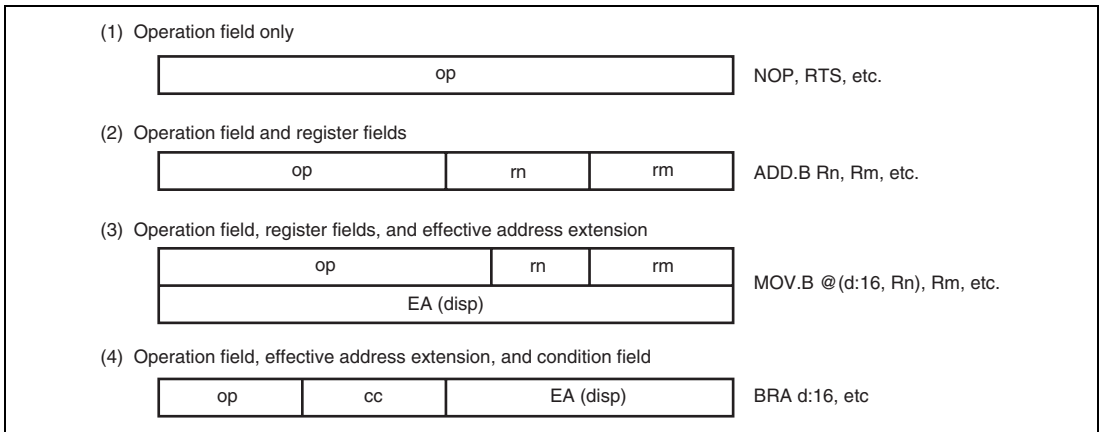 (1) Operation field only
op
NOP, RTS, etc.
(2) Operation field and register fields
op rn rm
ADD.B Rn, Rm, etc.
(3) Operation field, register fields, and effective address extension
op rn rm
EA (disp)
MOV.B @(d:16, Rn), Rm, etc.
(4) Operation field, effective address extension, and condition field
op cc EA (disp)
BRA d:16, etc